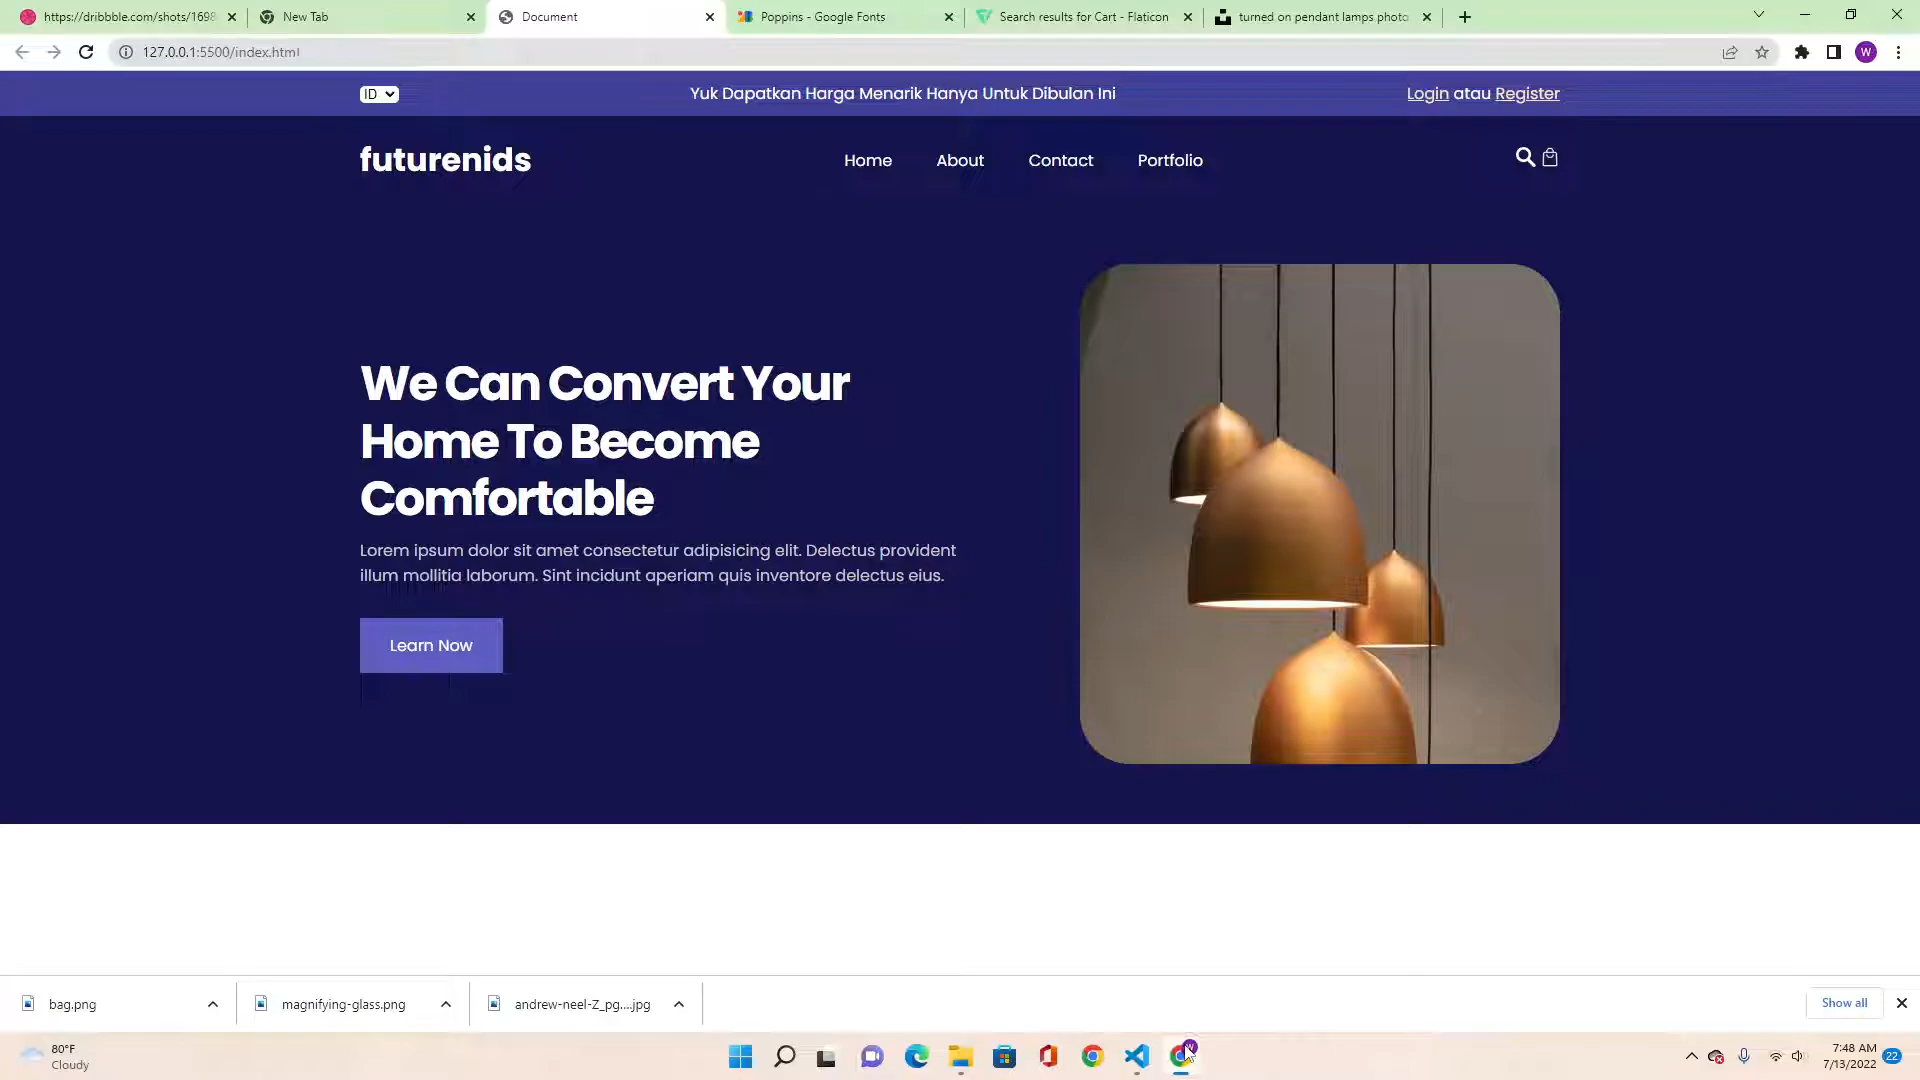 https://dribbble.com/shots/1698
New Tab
Document
Poppins - Google Fonts
Search results for Cart - Flaticon
turned on pendant lamps photo
127.0.0.1:5500/index.html
W
ID
Yuk Dapatkan Harga Menarik Hanya Untuk Dibulan Ini
Login atau Register
futurenids
Home
About
Contact
Portfolio
We Can Convert Your
Home To Become
Comfortable
Lorem ipsum dolor sit amet consectetur adipisicing elit. Delectus provident
illum mollitia laborum. Sint incidunt aperiam quis inventore delectus eius.
Learn Now
bag.png
magnifying-glass.png
andrew-neel-Z_pg....jpg
Show all
80°F
Cloudy
W
7:48 AM
7/13/2022
22